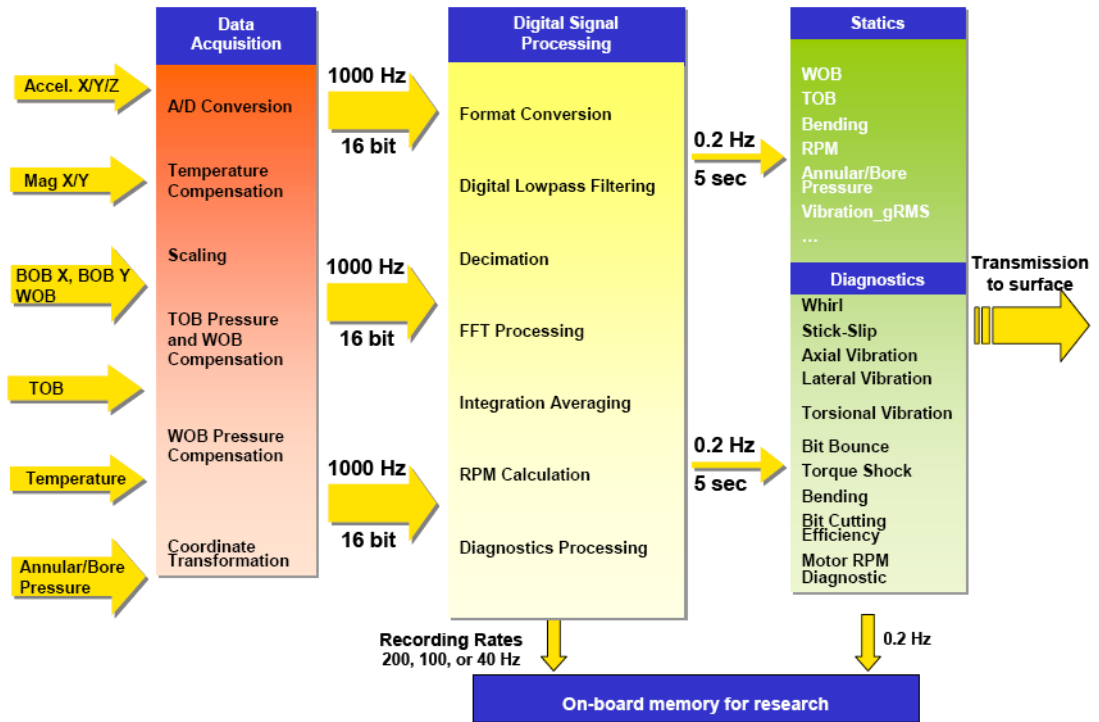 Data
Acquisition
Digital Signal
Processing
Statics
Accel. X/Y/Z
Mag X/Y
BOB X, BOB Y
WOB
TOB
Temperature
Annular/Bore
Pressure
A/D Conversion
Temperature
Compensation
Scaling
TOB Pressure
and WOB
Compensation
WOB Pressure
Compensation
Coordinate
Transformation
1000 Hz
16 bit
1000 Hz
16 bit
1000 Hz
16 bit
Format Conversion
Digital Lowpass Filtering
Decimation
FFT Processing
Integration Averaging
RPM Calculation
Diagnostics Processing
0.2 Hz
5 sec
0.2 Hz
5 sec
WOB
TOB
Bending
RPM
Annular/Bore
Pressure
Vibration_gRMS
...
Diagnostics
Whirl
Stick-Slip
Axial Vibration
Lateral Vibration
Torsional Vibration
Bit Bounce
Torque Shock
Bending
Bit Cutting
Efficiency
Motor RPM
Diagnostic
Transmission
to surface
Recording Rates
200, 100, or 40 Hz
0.2 Hz
On-board memory for research